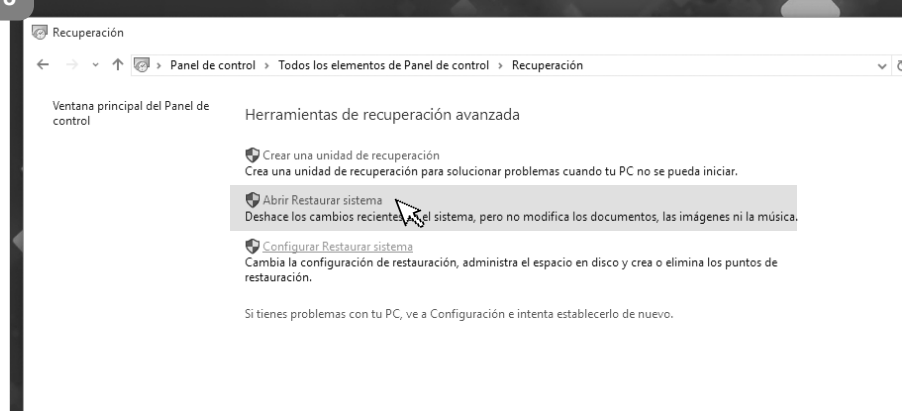 Recuperación
Panel de control > Todos los elementos de Panel de control > Recuperación
Ventana principal del Panel de
control
Herramientas de recuperación avanzada
Crear una unidad de recuperación
Crea una unidad de recuperación para solucionar problemas cuando tu PC no se pueda iniciar.
Abrir Restaurar sistema
Deshace los cambios recientes el sistema, pero no modifica los documentos, las imágenes ni la música.
Configurar Restaurar sistema
Cambia la configuración de restauración, administra el espacio en disco y crea o elimina los puntos de
restauración.
Si tienes problemas con tu PC, ve a Configuración e intenta establecerlo de nuevo.